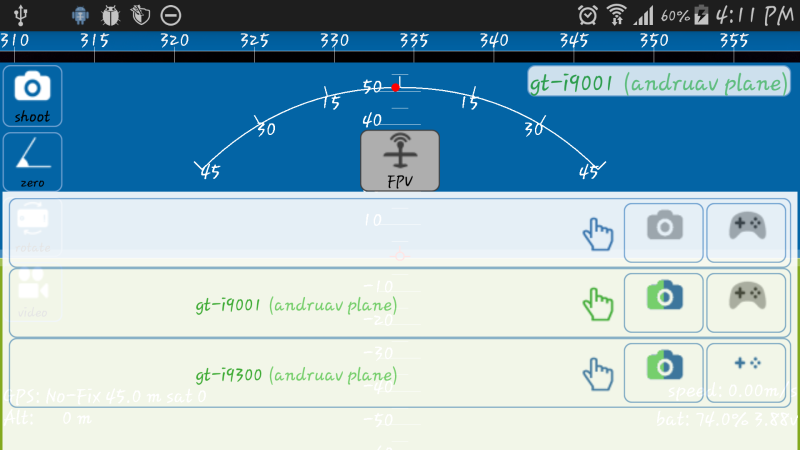 60% 4:11 PM
310 315 320 325 330 335 340 345 350 355
gt-i9001 (andruav plane)
50
15 15
shoot
40
30 30
45 45
FPV
zero
10
rotate
-10
gt-i9001 (andruav plane)
video
-20
-30
gt-i9300 (andruav plane)
-40
GPS: No-Fix 45.0 m sat 0
speed: 0.00m/s
Alt: 0 m
-50
bat: 74.0% 3.88v